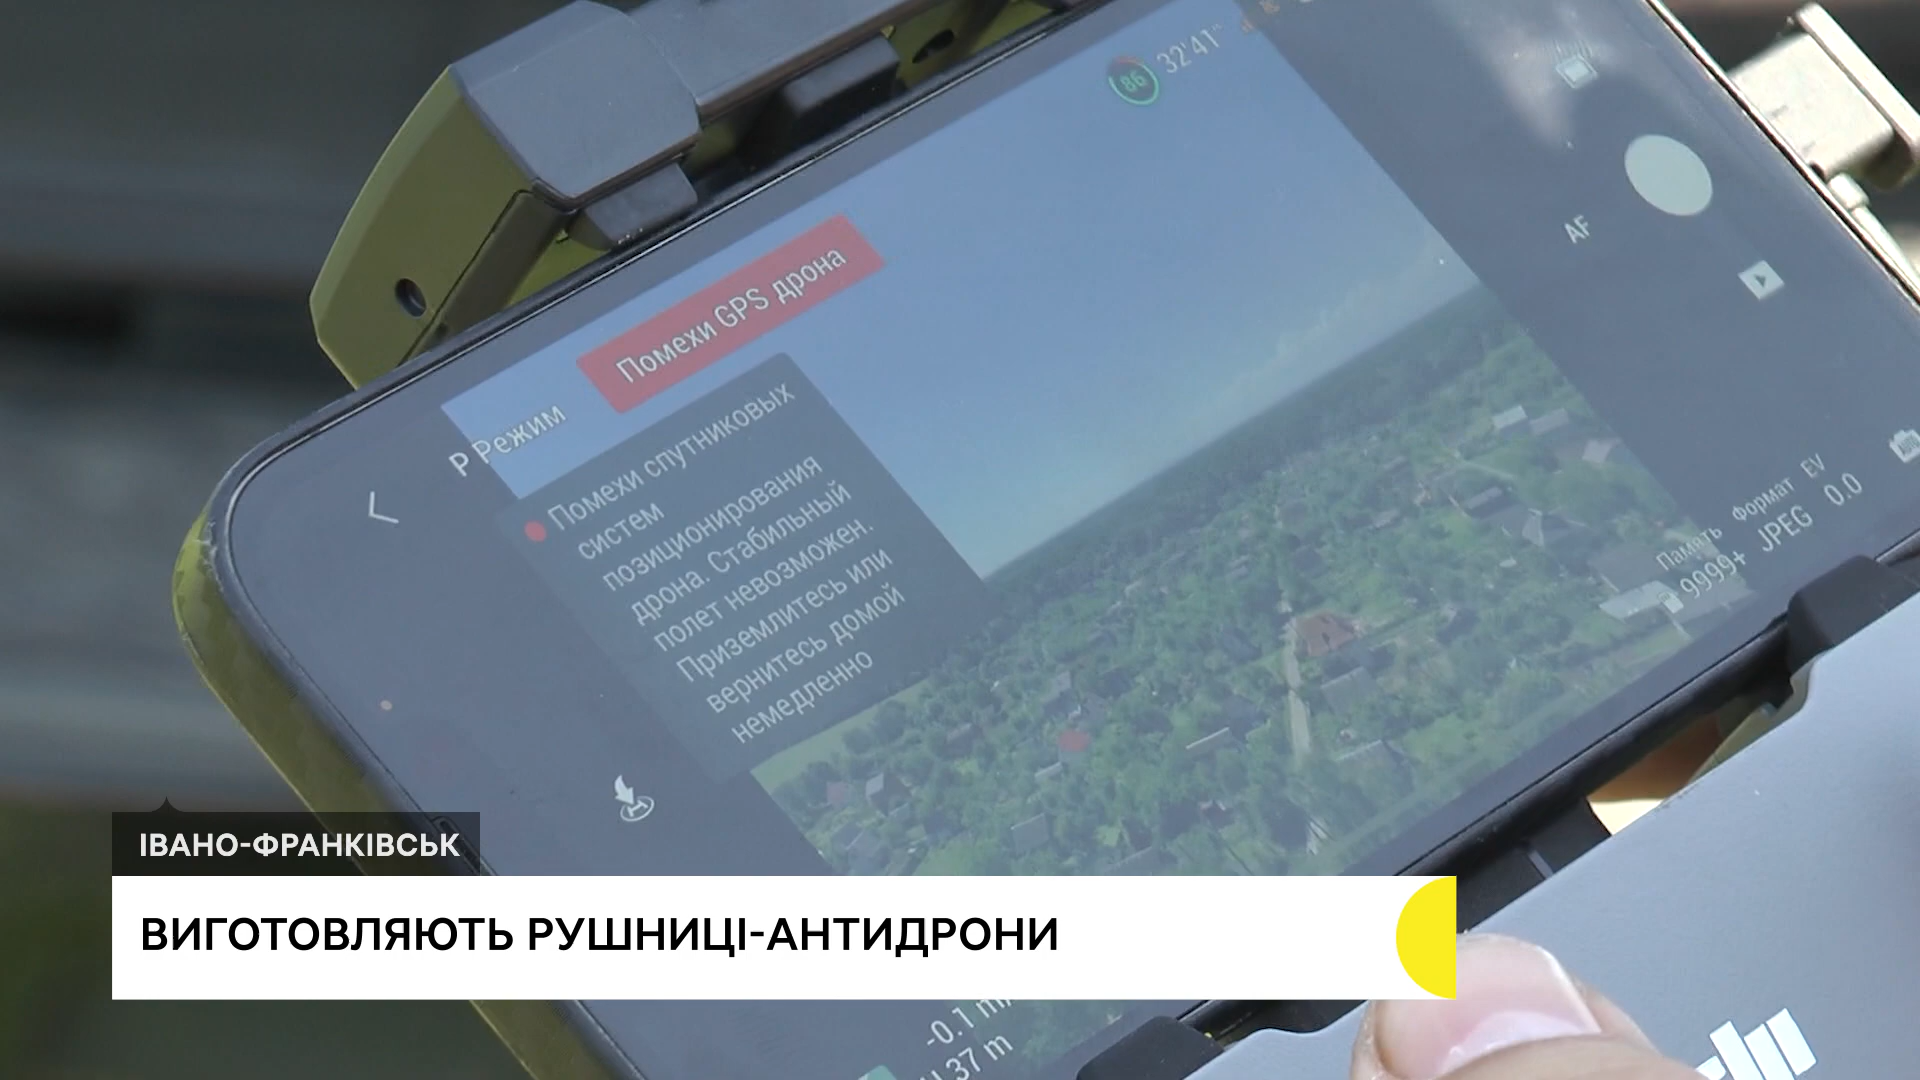 86 32'41"
Помехи GPS дрона
P Режим
Помехи спутниковых
систем
позиционирования
дрона. Стабильный
полет невозможен.
Приземлитесь или
вернитесь домой
немедленно
AF
Память Формат EV
9999+ JPEG 0.0
ІВАНО-ФРАНКІВСЬК
ВИГОТОВЛЯЮТЬ РУШНИЦІ-АНТИДРОНИ
-0.1
37 m